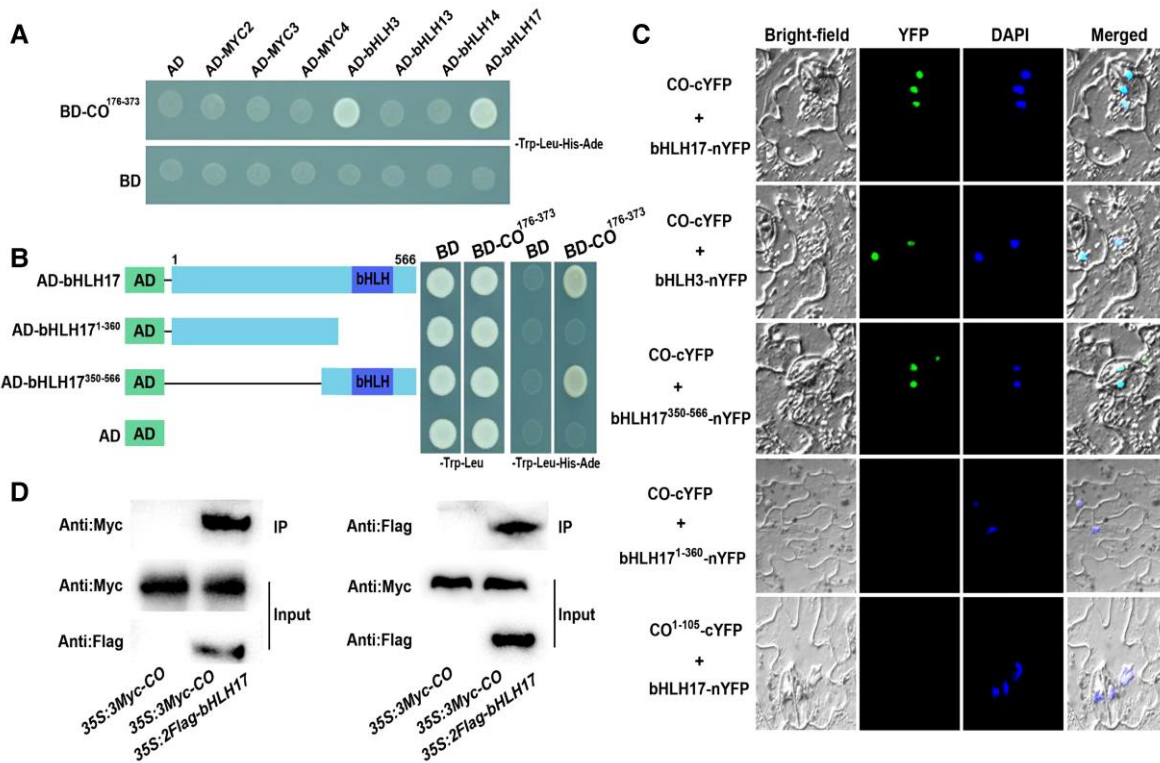 A
AD
AD-MYC2
AD-MYC3
AD-MYC4
AD-bHLH3
AD-bHLH13
AD-bHLH14
AD-bHLH17
BD-CO176-373
BD
-Trp-Leu-His-Ade
B
BD
BD-CO176-373
BD
BD-CO176-373
1
566
AD-bHLH17
AD
bHLH
AD-bHLH171-360
AD
AD-bHLH17350-566
AD
bHLH
AD
AD
-Trp-Leu
-Trp-Leu-His-Ade
C
Bright-field
YFP
DAPI
Merged
CO-cYFP
+
bHLH17-nYFP
CO-cYFP
+
bHLH3-nYFP
CO-cYFP
+
bHLH17350-566-nYFP
CO-cYFP
+
bHLH171-360-nYFP
CO1-105-cYFP
+
bHLH17-nYFP
D
Anti:Myc
IP
Anti:Myc
Anti:Flag
Input
35S:3Myc-CO
35S:3Myc-CO
35S:2Flag-bHLH17
Anti:Flag
IP
Anti:Myc
Anti:Flag
Input
35S:3Myc-CO
35S:3Myc-CO
35S:2Flag-bHLH17